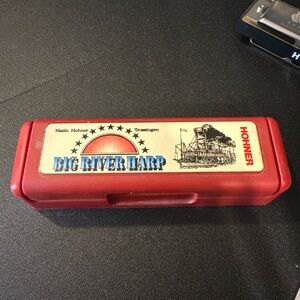 Matth. Hohner Trossingen
BIG RIVER HARP
HOHNER
H